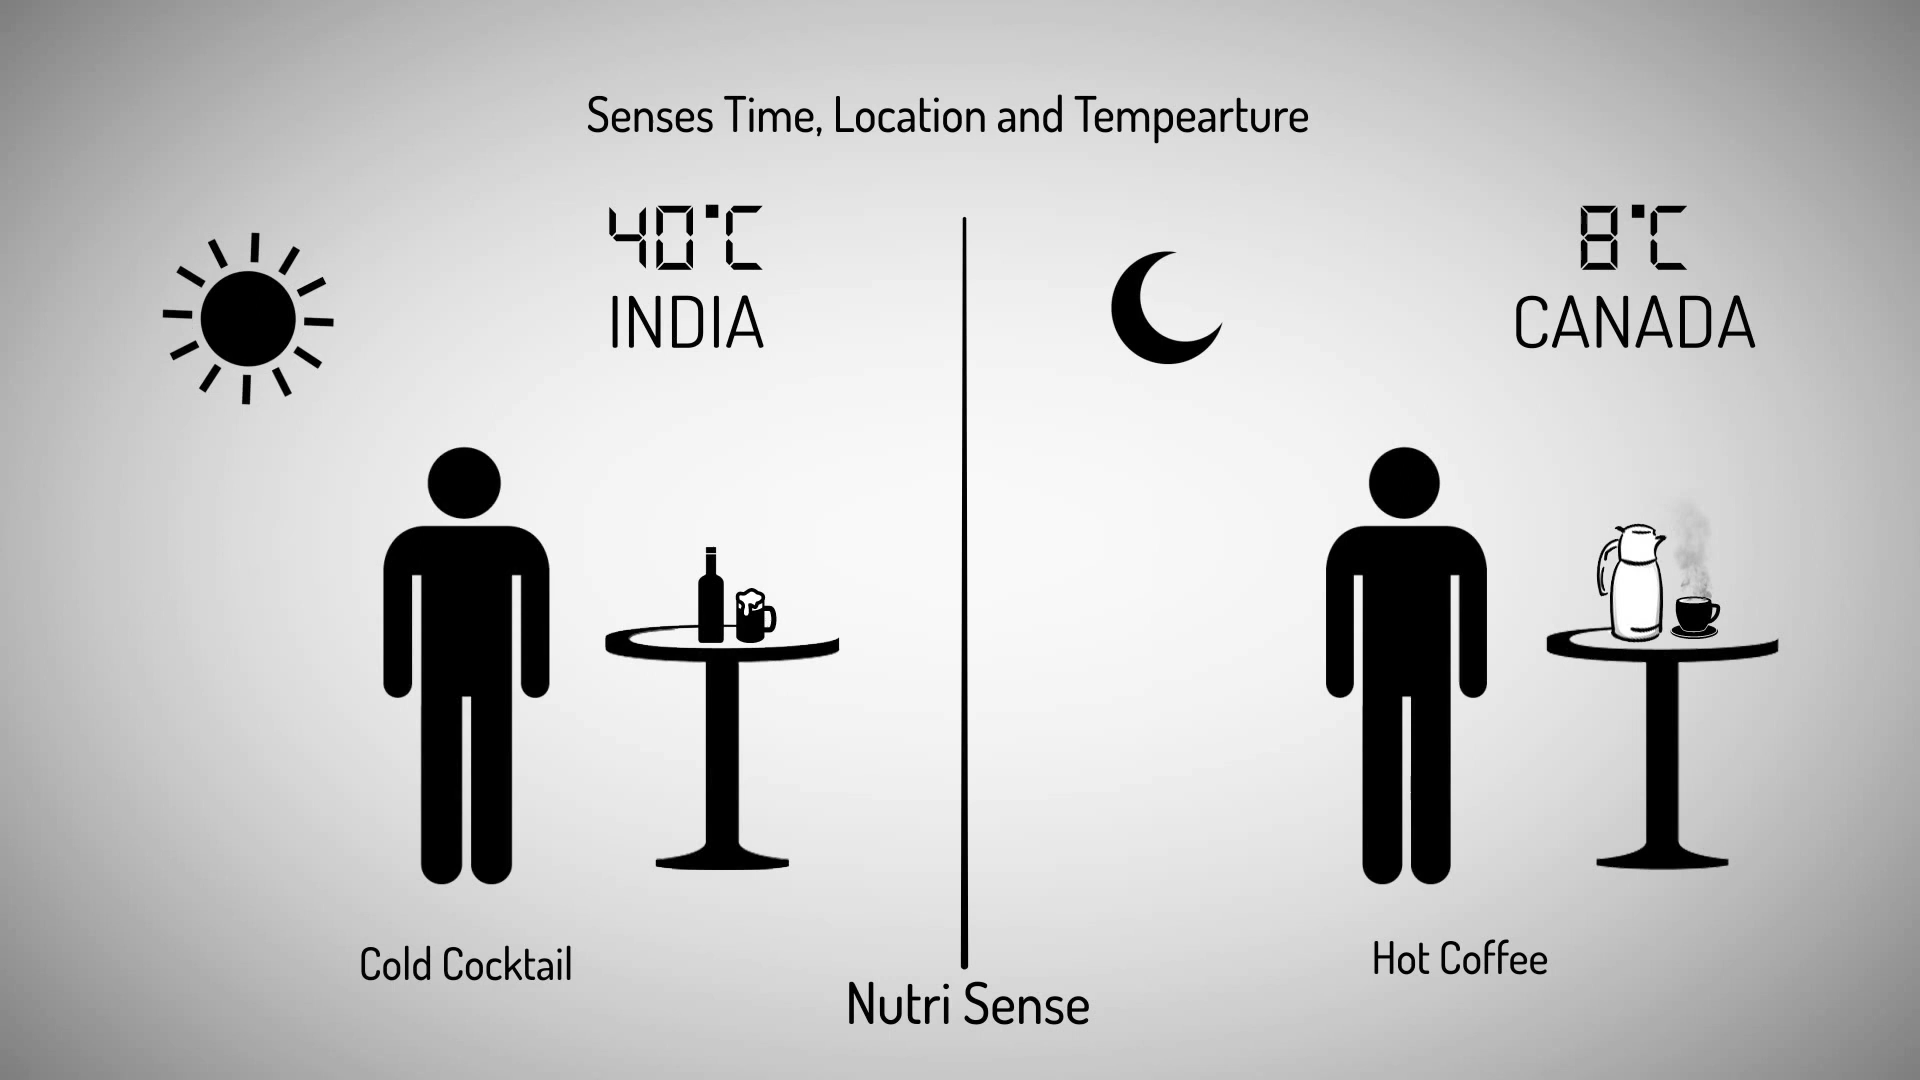 Senses Time, Location and Tempearture
40°C
INDIA
8°C
CANADA
Cold Cocktail
Hot Coffee
Nutri Sense